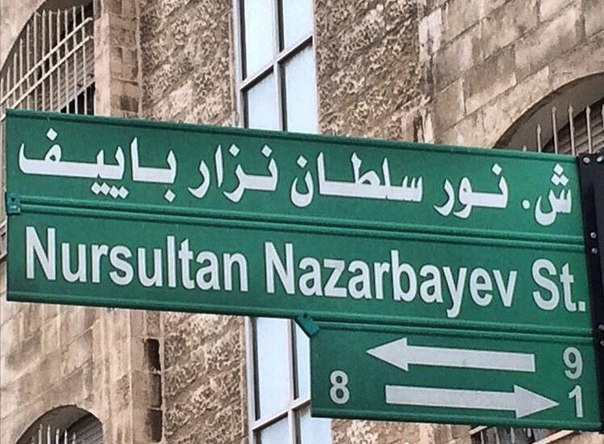 ش. نور سلطان نزار باييف
Nursultan Nazarbayev St.
9
8 1